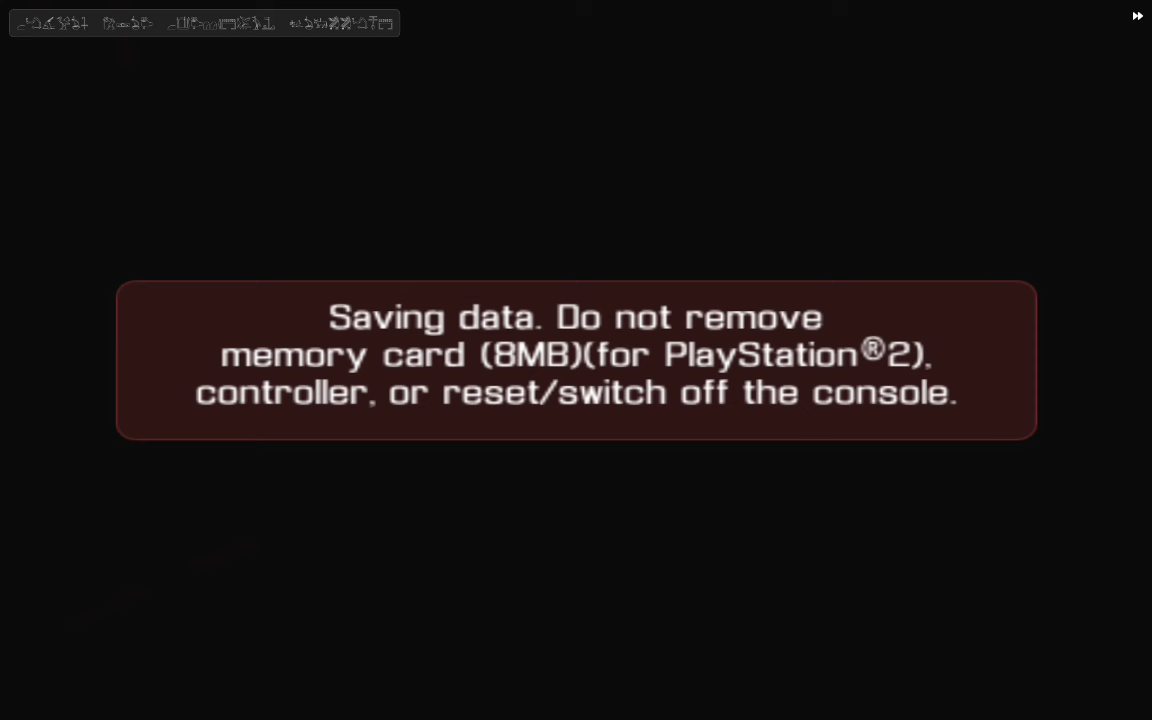 Saving data. Do not remove
memory card (8MB)(for PlayStation®2),
controller, or reset/switch off the console.